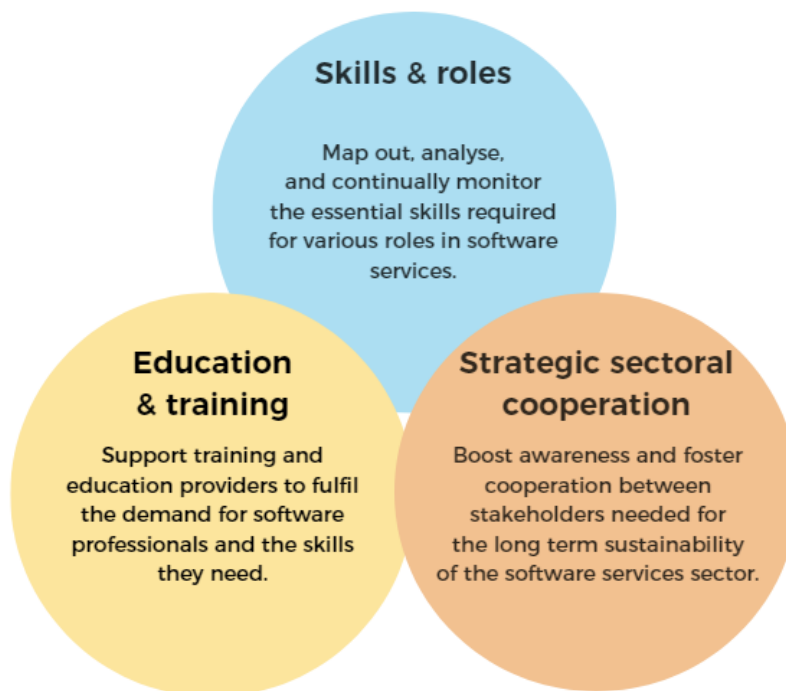 Skills & roles
Map out, analyse,
and continually monitor
the essential skills required
for various roles in software
services.
Education
& training
Support training and
education providers to fulfil
the demand for software
professionals and the skills
they need.
Strategic sectoral
cooperation
Boost awareness and foster
cooperation between
stakeholders needed for
the long term sustainability
of the software services sector.